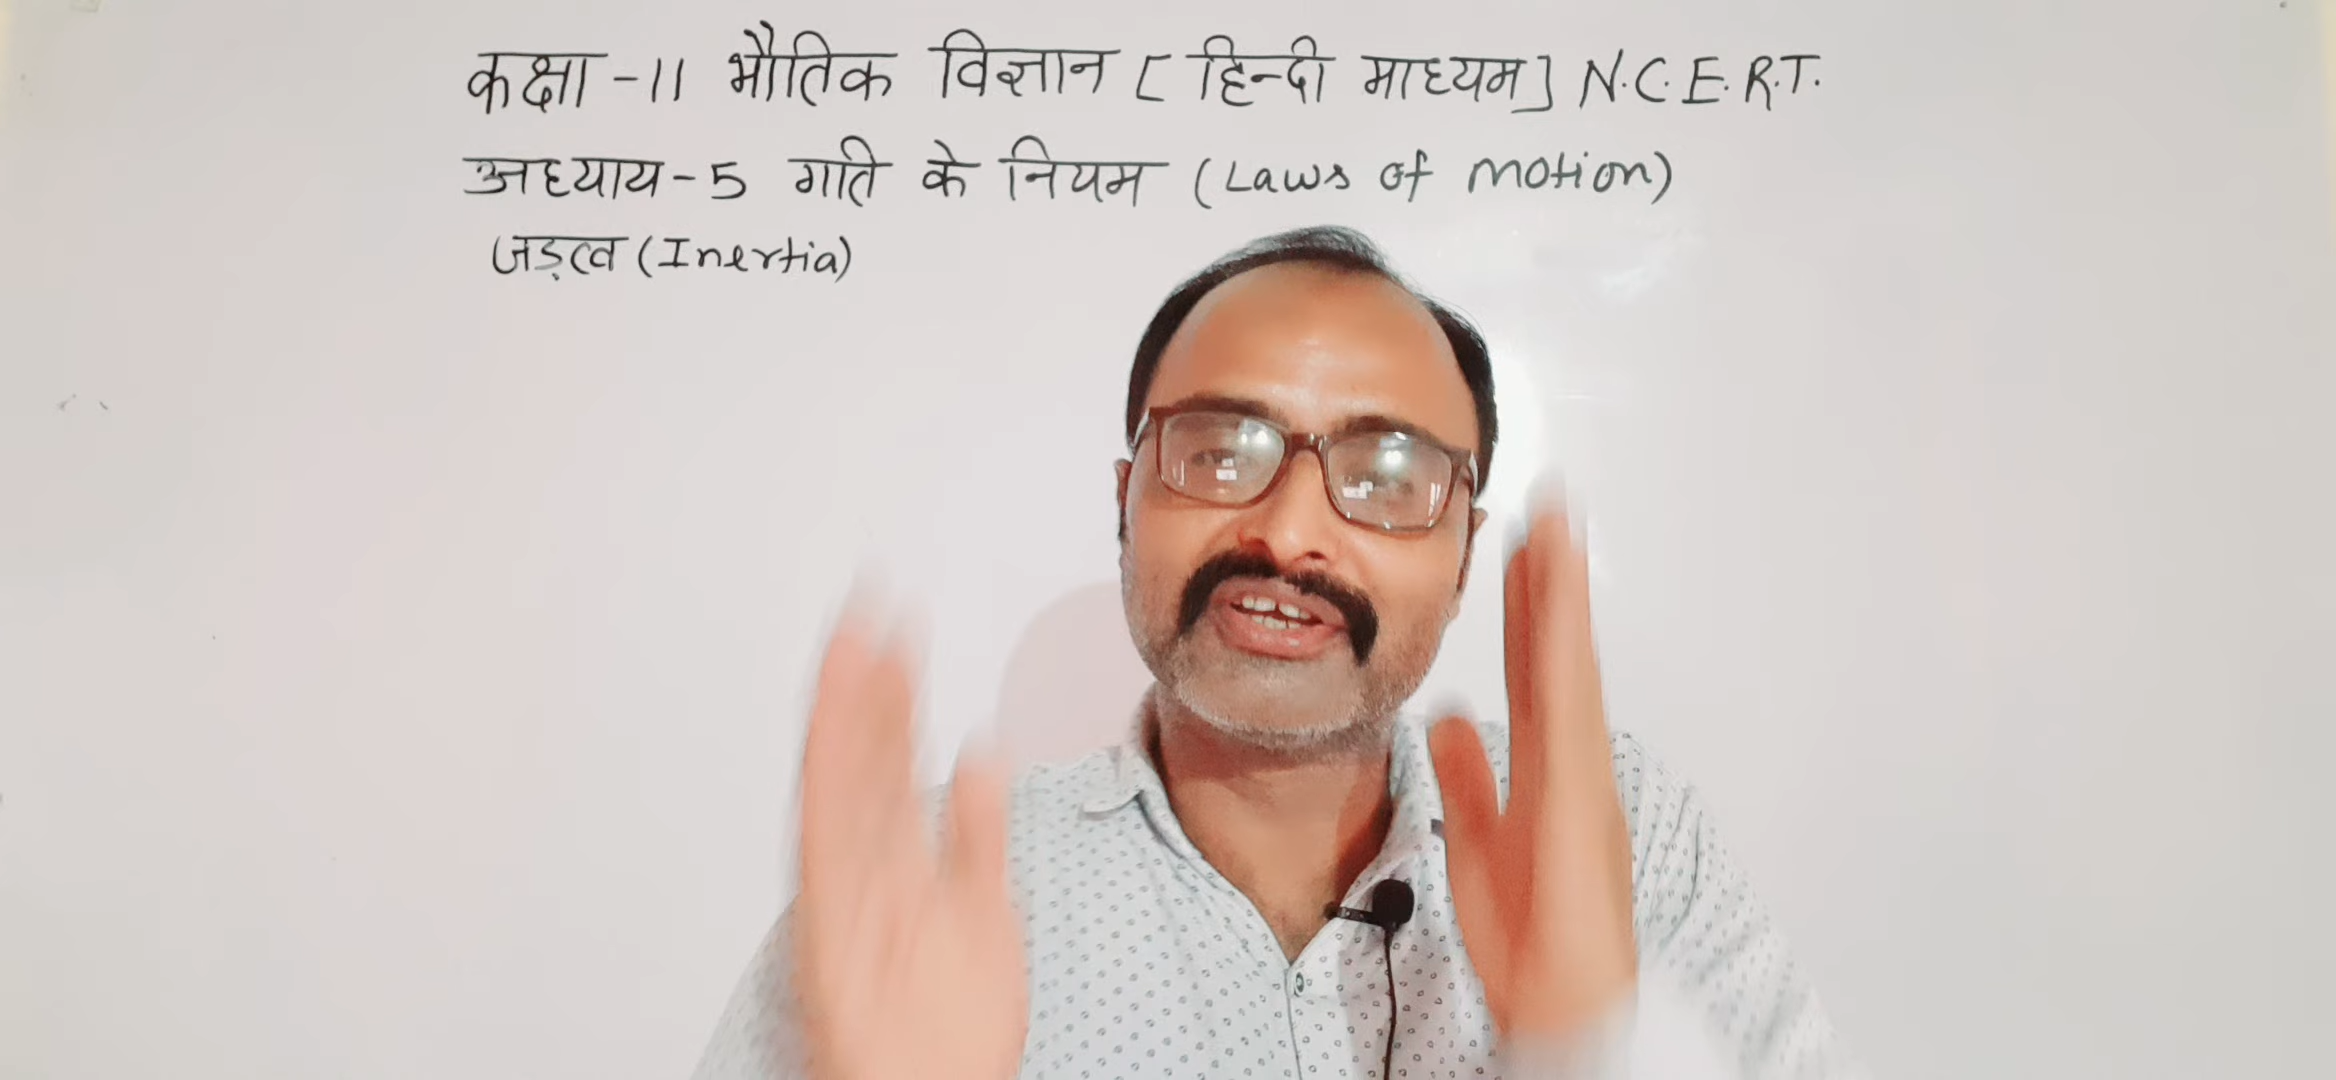 कक्षा -11 भौतिक विज्ञान [ हिन्दी माध्यम] N.C.E.R.T.
अध्याय-5 गति के नियम (Laws of motion)
जड़त्व (Inertia)